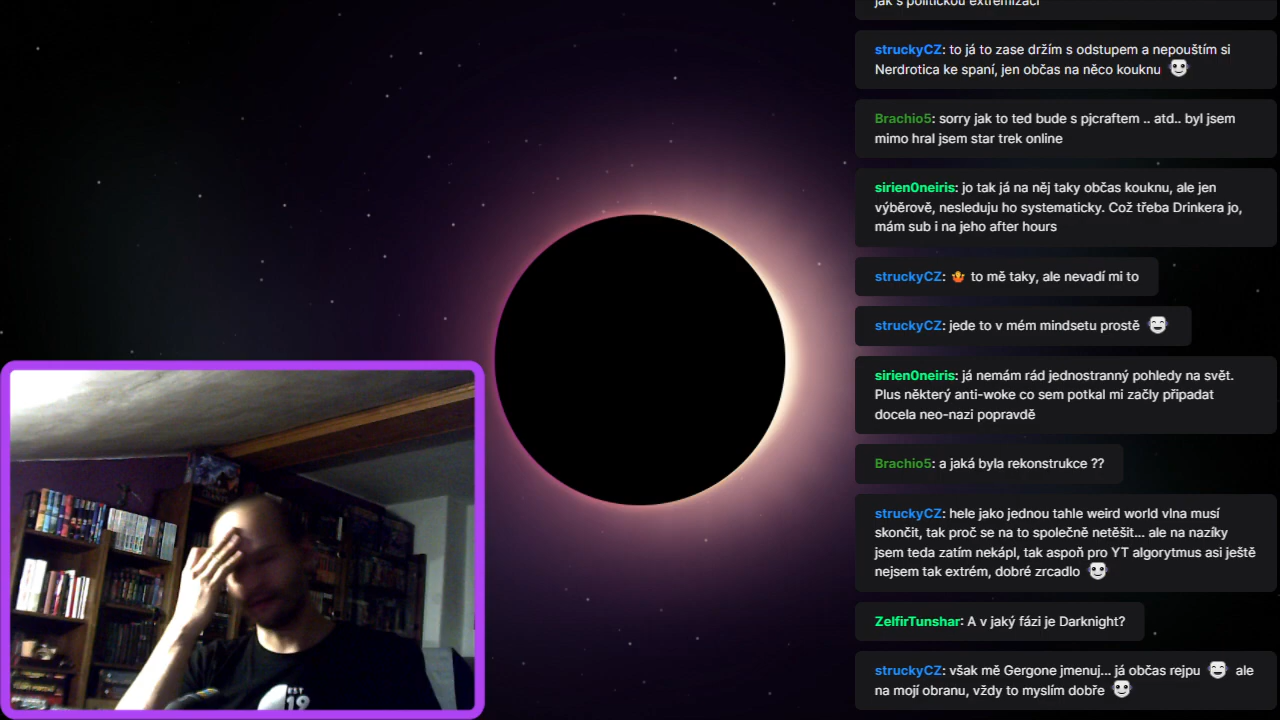 jak s politickou extremizací
struckyCZ: to já to zase držím s odstupem a nepouštím si
Nerdrotica ke spaní, jen občas na něco kouknu
Brachio5: sorry jak to ted bude s pjcraftem .. atd.. byl jsem
mimo hral jsem star trek online
sirien0neiris: jo tak já na něj taky občas kouknu, ale jen
výběrově, nesleduju ho systematicky. Což třeba Drinkera jo,
mám sub i na jeho after hours
struckyCZ: to mě taky, ale nevadí mi to
struckyCZ: jede to v mém mindsetu prostě
sirien0neiris: já nemám rád jednostranný pohledy na svět.
Plus některý anti-woke co sem potkal mi začly připadat
docela neo-nazi popravdě
Brachio5: a jaká byla rekonstrukce ??
struckyCZ: hele jako jednou tahle weird world vlna musí
skončit, tak proč se na to společně netěšit... ale na nazíky
jsem teda zatím nekápl, tak aspoň pro YT algorytmus asi ještě
nejsem tak extrém, dobré zrcadlo
ZelfirTunshar: A v jaký fázi je Darknight?
struckyCZ: však mě Gergone jmenuj... já občas rejpu ale
na mojí obranu, vždy to myslím dobře
EST
19